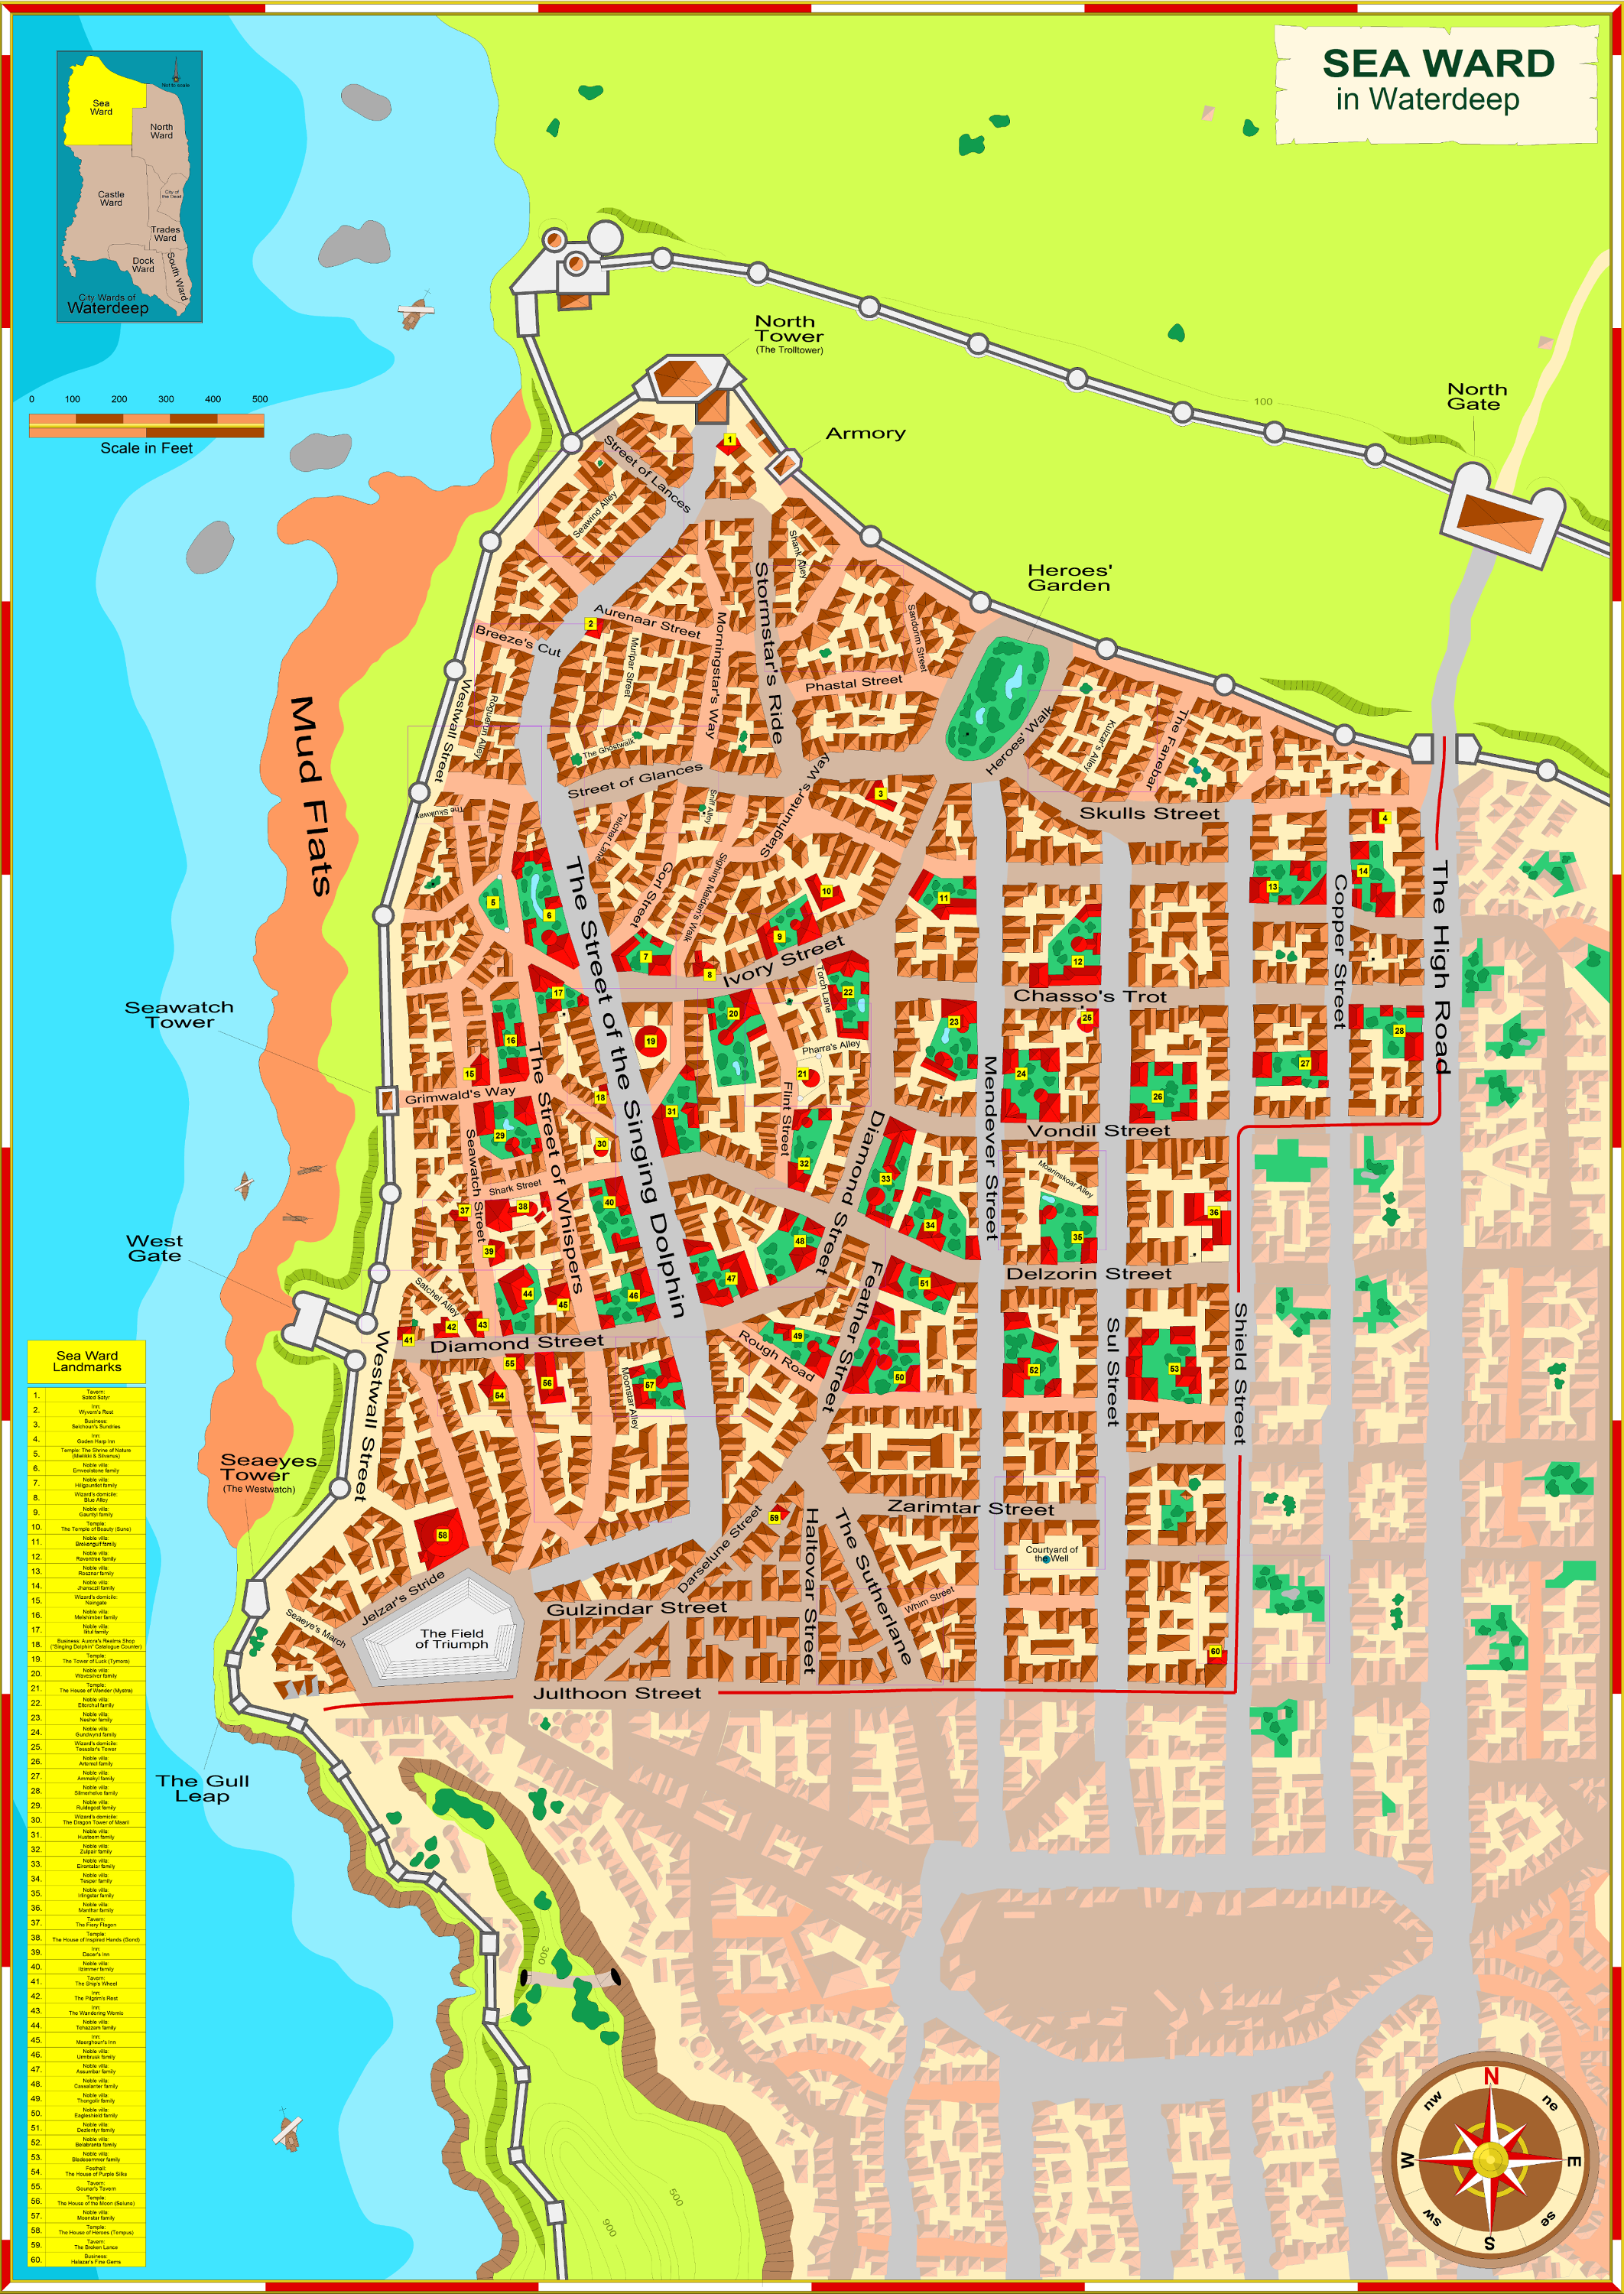 SEA WARD
in Waterdeep
Not to scale
Sea
Ward
North
Ward
City of
the Dead
Castle
Ward
Trades
Ward
Dock
Ward
South Ward
City Wards of
Waterdeep
0 100 200 300 400 500
Scale in Feet
North
Tower
(The Trolltower)
Armory
North
Gate
100
Heroes'
Garden
Street of Lances
Seawind Alley
Shank Alley
Stormstar's Ride
Aurenaar Street
Breeze's Cut
Murlpar Street
Morningstar's Way
Sandorim Street
Phastal Street
Westwall Street
Roguerun Alley
The Ghostwalk
Street of Glances
Heroes' Walk
Kulzar's Alley
The Fanebar
Skulls Street
The Skulkway
Telchar Lane
Sniff Alley
Staghunter's Way
Gorl Street
Sighing Maiden's Walk
Mud Flats
The Street of the Singing Dolphin
Ivory Street
Torch Lane
Pharra's Alley
Flint Street
Chasso's Trot
Copper Street
The High Road
Seawatch
Tower
Grimwald's Way
The Street of Whispers
Seawatch Street
Shark Street
Mendever Street
Vondil Street
Moarinskoar Alley
Diamond Street
West
Gate
Satchel Alley
Diamond Street
Delzorin Street
Feather Street
Rough Road
Moonstar Alley
Sul Street
Shield Street
Westwall Street
Seaeyes
Tower
(The Westwatch)
Zarimtar Street
Darselune Street
Haltovar Street
The Sutherlane
Courtyard of
the Well
Whim Street
Jelzar's Stride
Seaeye's March
The Field
of Triumph
Gulzindar Street
Julthoon Street
The Gull
Leap
300
500
900
N
ne
E
se
S
sw
W
nw
Sea Ward
Landmarks
1. Tavern:
Sated Satyr
2. Inn:
Wyvern's Rest
3. Business:
Selchoun's Sundries
4. Inn:
Golden Harp Inn
5. Temple: The Shrine of Nature
(Mielikki & Silvanus)
6. Noble villa:
Emveolstone family
7. Noble villa:
Hiilgauntlet family
8. Wizard's domicile:
Blue Alley
9. Noble villa:
Gauntyl family
10. Temple:
The Temple of Beauty (Sune)
11. Noble villa:
Brokengulf family
12. Noble villa:
Raventree family
13. Noble villa:
Rosznar family
14. Noble villa:
Jhansczil family
15. Wizard's domicile:
Naingate
16. Noble villa:
Melshimber family
17. Noble villa:
Ilitul family
18. Business: Aurora's Realms Shop
("Singing Dolphin" Catalogue Counter)
19. Temple:
The Tower of Luck (Tymora)
20. Noble villa:
Wavesilver family
21. Temple:
The House of Wonder (Mystra)
22. Noble villa:
Eltorchul family
23. Noble villa:
Nesher family
24. Noble villa:
Gundwynd family
25. Wizard's domicile:
Tessalar's Tower
26. Noble villa:
Artemel family
27. Noble villa:
Ammakyl family
28. Noble villa:
Silmerhelve family
29. Noble villa:
Ruldegost family
30. Wizard's domicile:
The Dragon Tower of Maaril
31. Noble villa:
Husteem family
32. Noble villa:
Zulpair family
33. Noble villa:
Eirontalar family
34. Noble villa:
Tesper family
35. Noble villa:
Irlingstar family
36. Noble villa:
Manthar family
37. Tavern:
The Fiery Flagon
38. Temple:
The House of Inspired Hands (Gond)
39. Inn:
Dacer's Inn
40. Noble villa:
Ilzimmer family
41. Tavern:
The Ship's Wheel
42. Inn:
The Pilgrim's Rest
43. Inn:
The Wandering Wemic
44. Noble villa:
Tchazzam family
45. Inn:
Maerghoun's Inn
46. Noble villa:
Urmbrusk family
47. Noble villa:
Assumbar family
48. Noble villa:
Cassalanter family
49. Noble villa:
Thongolir family
50. Noble villa:
Eagleshield family
51. Noble villa:
Dezlentyr family
52. Noble villa:
Belabranta family
53. Noble villa:
Bladesemmer family
54. Festhall:
The House of Purple Silks
55. Tavern:
Gounar's Tavern
56. Temple:
The House of the Moon (Selune)
57. Noble villa:
Moonstar family
58. Temple:
The House of Heroes (Tempus)
59. Tavern:
The Broken Lance
60. Business:
Halazar's Fine Gems